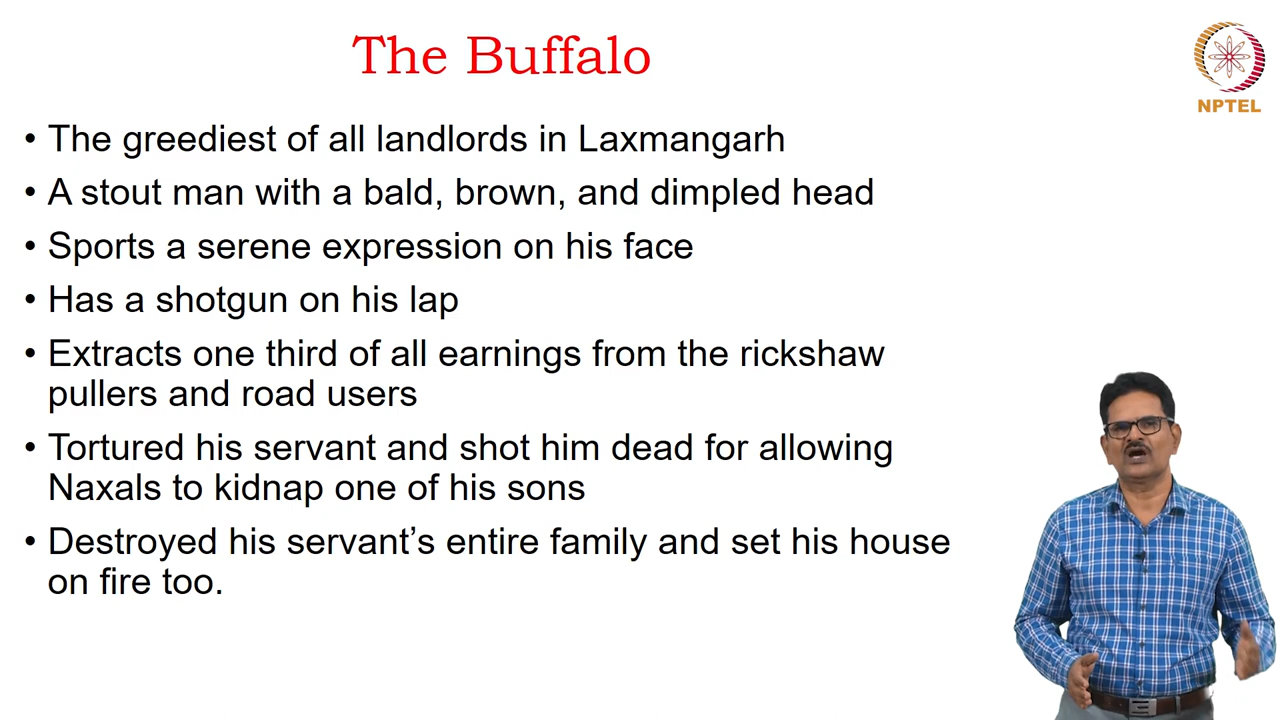 The Buffalo
NPTEL
• The greediest of all landlords in Laxmangarh
• A stout man with a bald, brown, and dimpled head
• Sports a serene expression on his face
• Has a shotgun on his lap
• Extracts one third of all earnings from the rickshaw
pullers and road users
• Tortured his servant and shot him dead for allowing
Naxals to kidnap one of his sons
• Destroyed his servant’s entire family and set his house
on fire too.